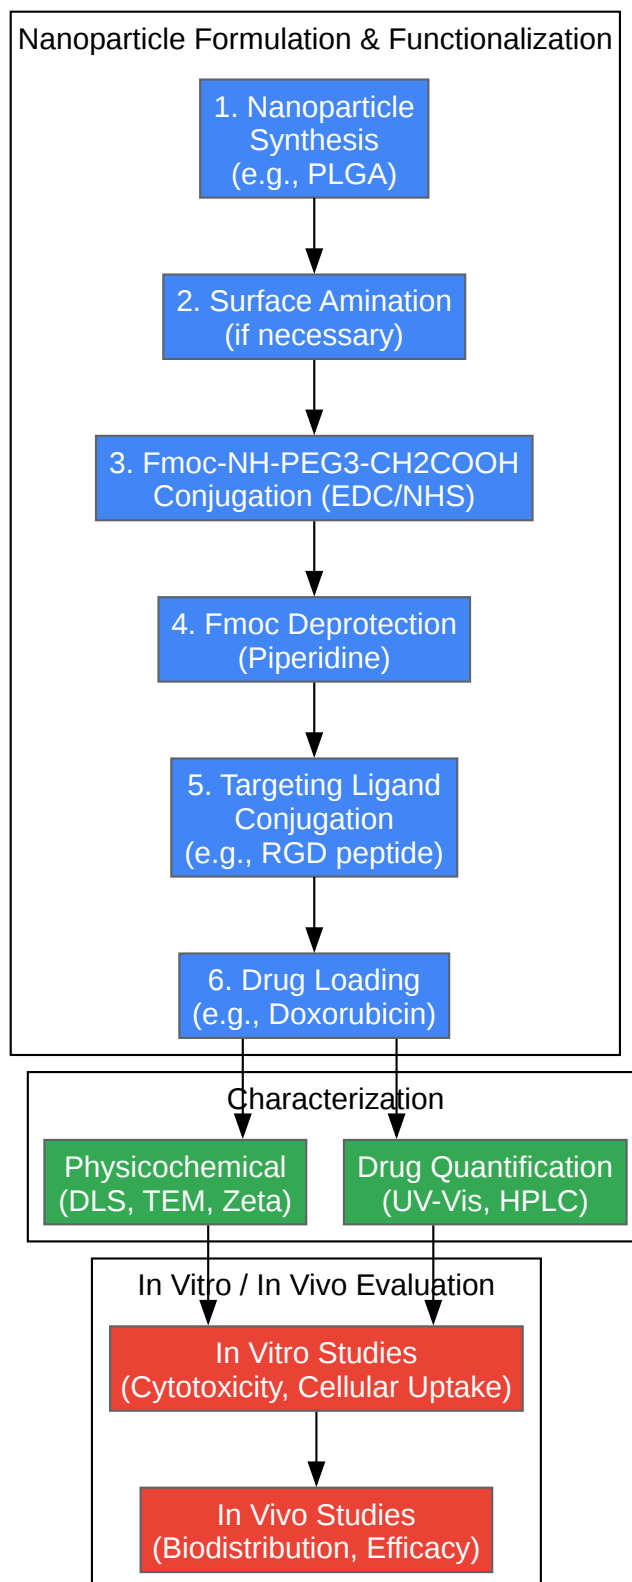 Nanoparticle Formulation & Functionalization
1. Nanoparticle
Synthesis
(e.g., PLGA)
2. Surface Amination
(if necessary)
3. Fmoc-NH-PEG3-CH2COOH
Conjugation (EDC/NHS)
4. Fmoc Deprotection
(Piperidine)
5. Targeting Ligand
Conjugation
(e.g., RGD peptide)
6. Drug Loading
(e.g., Doxorubicin)
Characterization
Physicochemical
(DLS, TEM, Zeta)
Drug Quantification
(UV-Vis, HPLC)
In Vitro / In Vivo Evaluation
In Vitro Studies
(Cytotoxicity, Cellular Uptake)
In Vivo Studies
(Biodistribution, Efficacy)